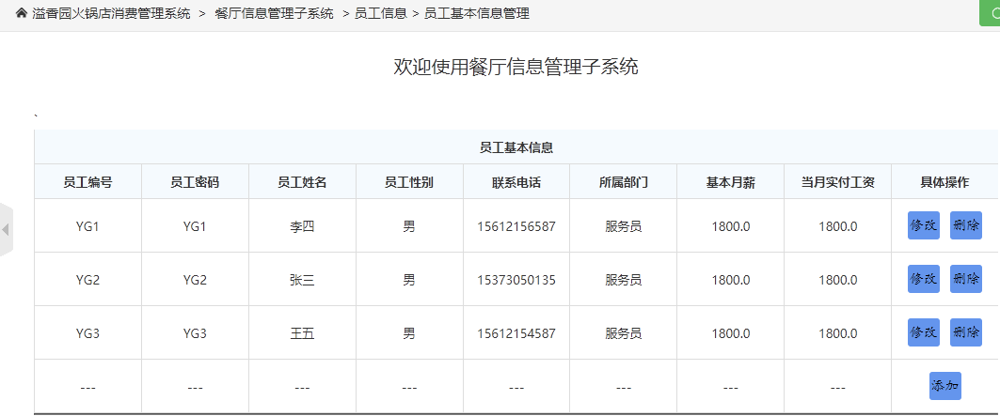 溢香园火锅店消费管理系统 > 餐厅信息管理子系统 > 员工信息 > 员工基本信息管理
欢迎使用餐厅信息管理子系统
、
员工基本信息
员工编号 员工密码 员工姓名 员工性别 联系电话 所属部门 基本月薪 当月实付工资 具体操作
YG1 YG1 李四 男 15612156587 服务员 1800.0 1800.0 修改 删除
YG2 YG2 张三 男 15373050135 服务员 1800.0 1800.0 修改 删除
YG3 YG3 王五 男 15612154587 服务员 1800.0 1800.0 修改 删除
--- --- --- --- --- --- --- --- 添加